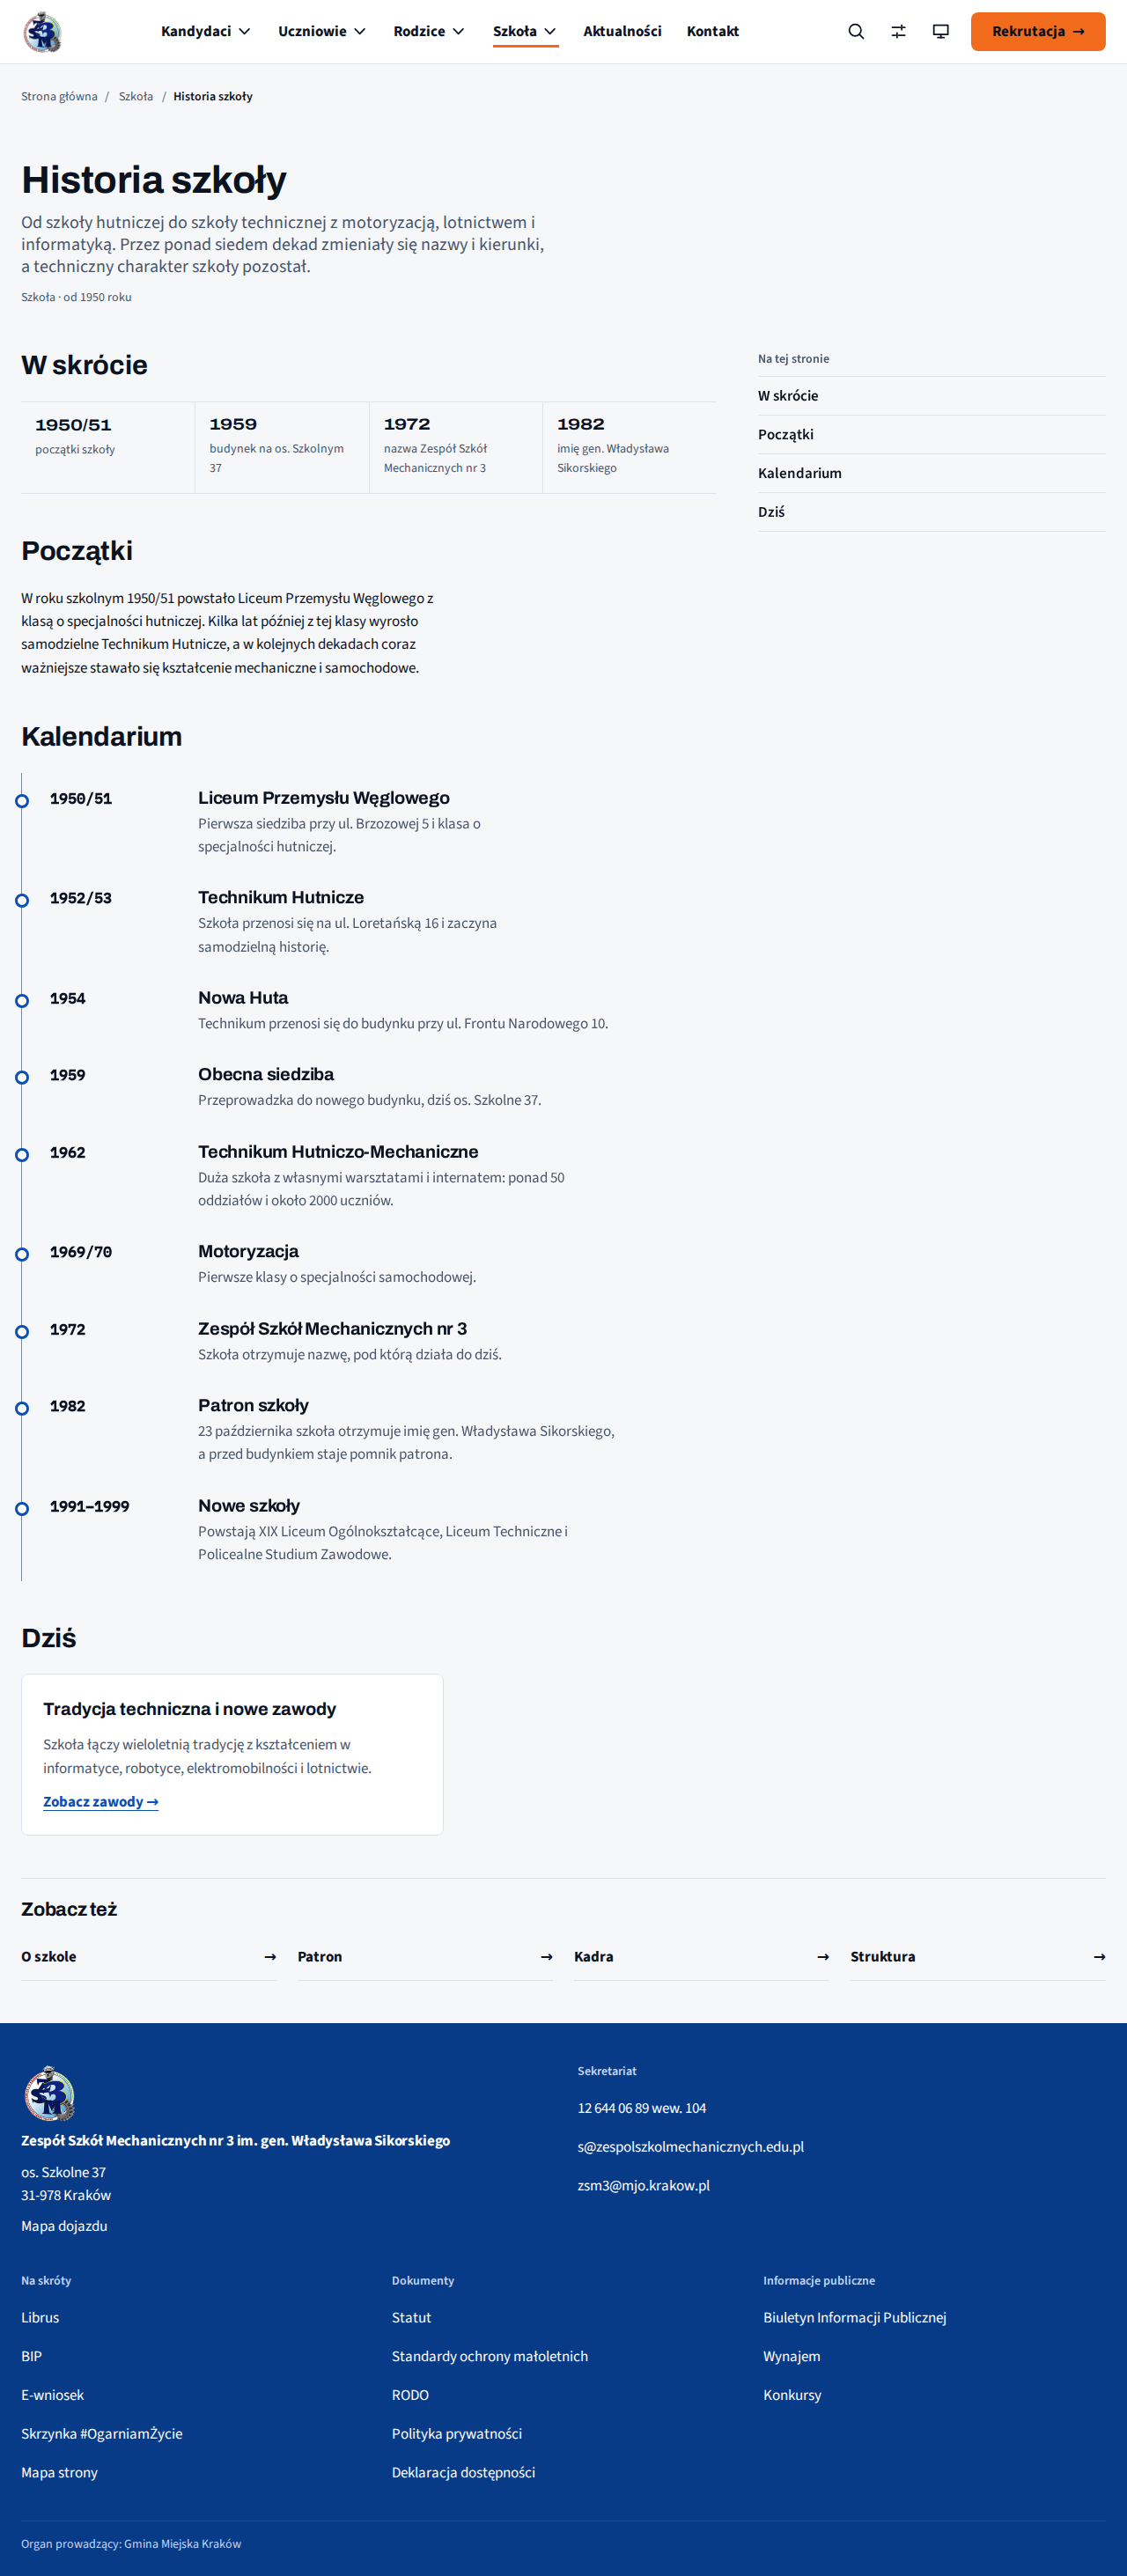 Kandydaci
Uczniowie
Rodzice
Szkoła
Aktualności
Kontakt
Rekrutacja →
Strona główna / Szkoła / Historia szkoły
Historia szkoły
Od szkoły hutniczej do szkoły technicznej z motoryzacją, lotnictwem i
informatyką. Przez ponad siedem dekad zmieniały się nazwy i kierunki,
a techniczny charakter szkoły pozostał.
Szkoła · od 1950 roku
W skrócie
1950/51
początki szkoły
1959
budynek na os. Szkolnym
37
1972
nazwa Zespół Szkół
Mechanicznych nr 3
1982
imię gen. Władysława
Sikorskiego
Na tej stronie
W skrócie
Początki
Kalendarium
Dziś
Początki
W roku szkolnym 1950/51 powstało Liceum Przemysłu Węglowego z
klasą o specjalności hutniczej. Kilka lat później z tej klasy wyrosło
samodzielne Technikum Hutnicze, a w kolejnych dekadach coraz
ważniejsze stawało się kształcenie mechaniczne i samochodowe.
Kalendarium
1950/51
Liceum Przemysłu Węglowego
Pierwsza siedziba przy ul. Brzozowej 5 i klasa o
specjalności hutniczej.
1952/53
Technikum Hutnicze
Szkoła przenosi się na ul. Loretańską 16 i zaczyna
samodzielną historię.
1954
Nowa Huta
Technikum przenosi się do budynku przy ul. Frontu Narodowego 10.
1959
Obecna siedziba
Przeprowadzka do nowego budynku, dziś os. Szkolne 37.
1962
Technikum Hutniczo-Mechaniczne
Duża szkoła z własnymi warsztatami i internatem: ponad 50
oddziałów i około 2000 uczniów.
1969/70
Motoryzacja
Pierwsze klasy o specjalności samochodowej.
1972
Zespół Szkół Mechanicznych nr 3
Szkoła otrzymuje nazwę, pod którą działa do dziś.
1982
Patron szkoły
23 października szkoła otrzymuje imię gen. Władysława Sikorskiego,
a przed budynkiem staje pomnik patrona.
1991–1999
Nowe szkoły
Powstają XIX Liceum Ogólnokształcące, Liceum Techniczne i
Policealne Studium Zawodowe.
Dziś
Tradycja techniczna i nowe zawody
Szkoła łączy wieloletnią tradycję z kształceniem w
informatyce, robotyce, elektromobilności i lotnictwie.
Zobacz zawody →
Zobacz też
O szkole →
Patron →
Kadra →
Struktura →
Zespół Szkół Mechanicznych nr 3 im. gen. Władysława Sikorskiego
os. Szkolne 37
31-978 Kraków
Mapa dojazdu
Sekretariat
12 644 06 89 wew. 104
s@zespolszkolmechanicznych.edu.pl
zsm3@mjo.krakow.pl
Na skróty
Librus
BIP
E-wniosek
Skrzynka #OgarniamŻycie
Mapa strony
Dokumenty
Statut
Standardy ochrony małoletnich
RODO
Polityka prywatności
Deklaracja dostępności
Informacje publiczne
Biuletyn Informacji Publicznej
Wynajem
Konkursy
Organ prowadzący: Gmina Miejska Kraków